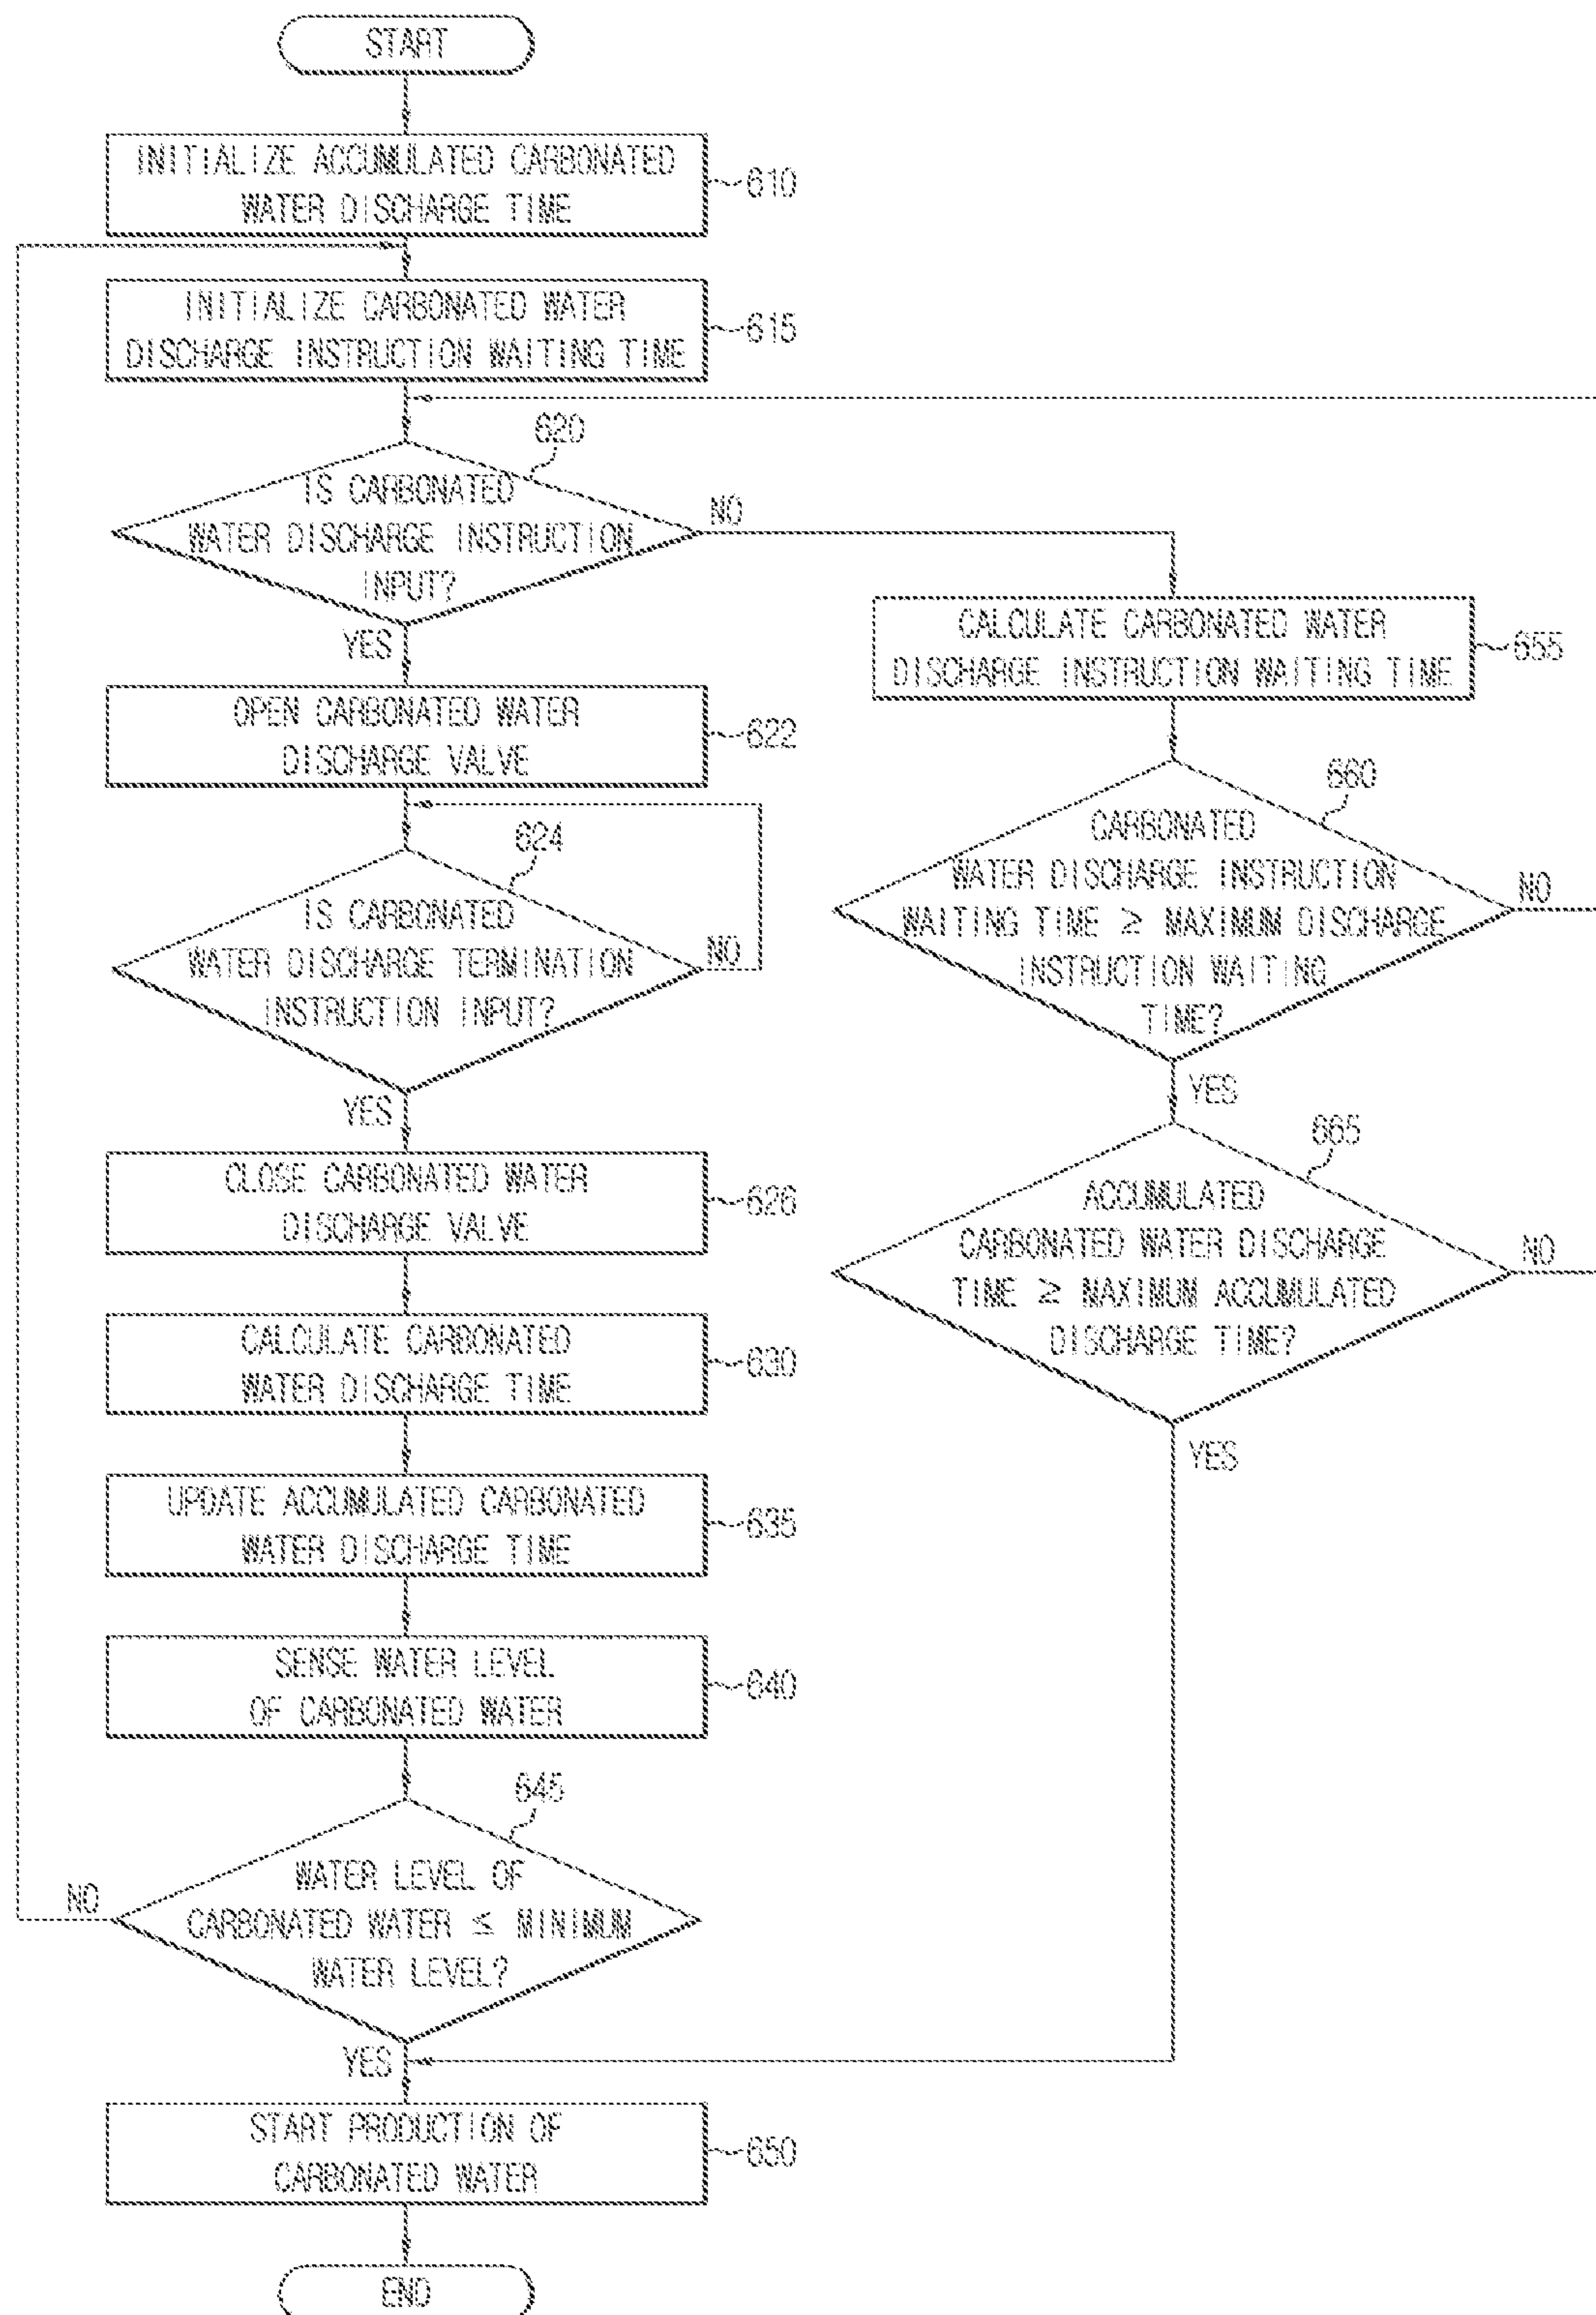 START
INITIALIZE ACCUMULATED CARBONATED
WATER DISCHARGE TIME
610
INITIALIZE CARBONATED WATER
DISCHARGE INSTRUCTION WAITING TIME
615
620
IS CARBONATED
WATER DISCHARGE INSTRUCTION
INPUT?
NO
YES
OPEN CARBONATED WATER
DISCHARGE VALVE
622
624
IS CARBONATED
WATER DISCHARGE TERMINATION
INSTRUCTION INPUT?
NO
YES
CLOSE CARBONATED WATER
DISCHARGE VALVE
626
CALCULATE CARBONATED
WATER DISCHARGE TIME
630
UPDATE ACCUMULATED CARBONATED
WATER DISCHARGE TIME
635
SENSE WATER LEVEL
OF CARBONATED WATER
640
645
WATER LEVEL OF
CARBONATED WATER ≤ MINIMUM
WATER LEVEL?
NO
YES
START PRODUCTION OF
CARBONATED WATER
650
END
CALCULATE CARBONATED WATER
DISCHARGE INSTRUCTION WAITING TIME
655
660
CARBONATED
WATER DISCHARGE INSTRUCTION
WAITING TIME ≥ MAXIMUM DISCHARGE
INSTRUCTION WAITING
TIME?
NO
YES
665
ACCUMULATED
CARBONATED WATER DISCHARGE
TIME ≥ MAXIMUM ACCUMULATED
DISCHARGE TIME?
NO
YES